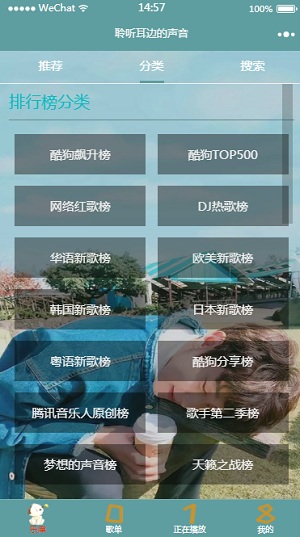 WeChat 14:57 100%
聆听耳边的声音
推荐 分类 搜索
排行榜分类
酷狗飙升榜 酷狗TOP500
网络红歌榜 DJ热歌榜
华语新歌榜 欧美新歌榜
韩国新歌榜 日本新歌榜
粤语新歌榜 酷狗分享榜
腾讯音乐人原创榜 歌手第二季榜
梦想的声音榜 天籁之战榜
歌单 正在播放 我的